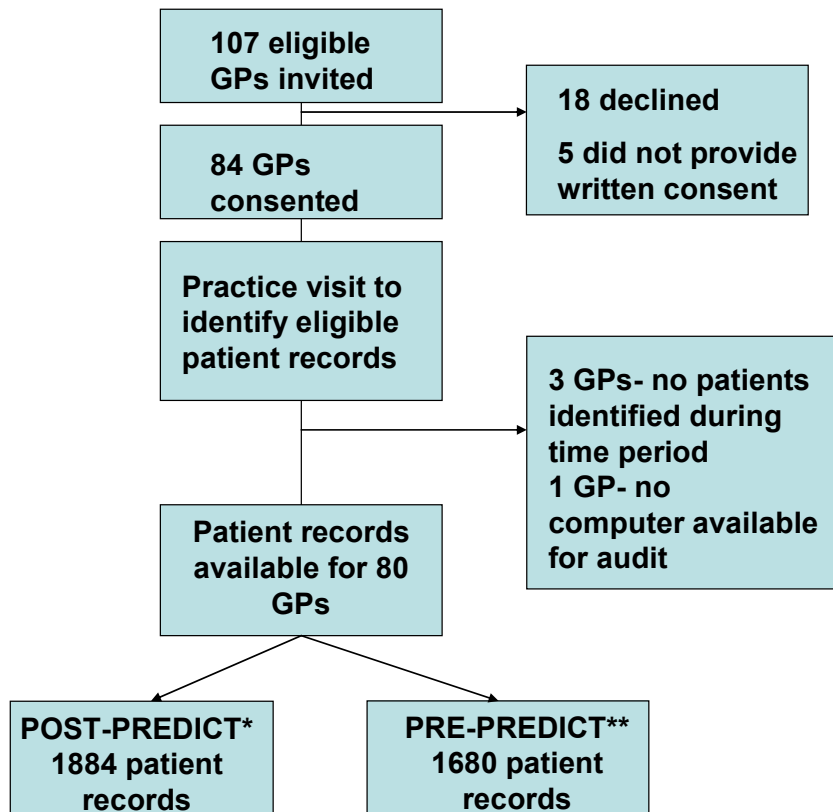 107 eligible
GPs invited
18 declined
5 did not provide
written consent
84 GPs
consented
Practice visit to
identify eligible
patient records
3 GPs- no patients
identified during
time period
1 GP- no
computer available
for audit
Patient records
available for 80
GPs
POST-PREDICT*
1884 patient
records
PRE-PREDICT**
1680 patient
records